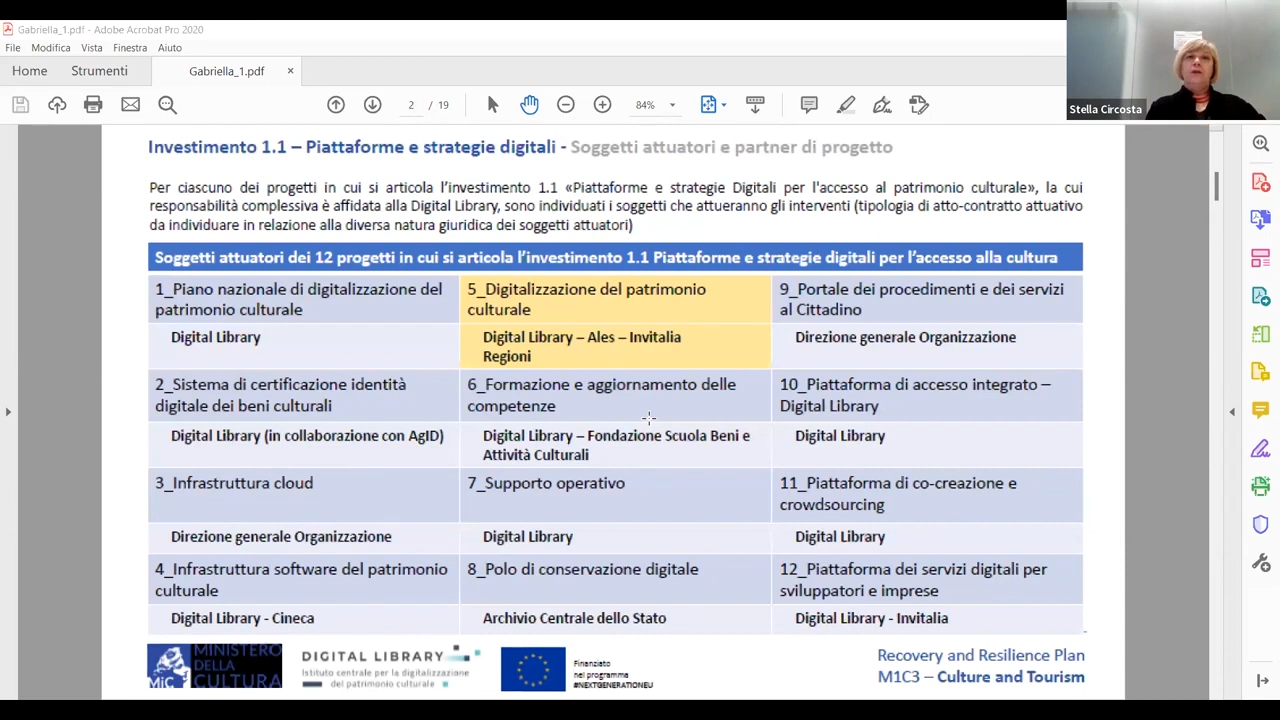 Gabriella_1.pdf - Adobe Acrobat Pro 2020
File Modifica Vista Finestra Aiuto
Home Strumenti Gabriella_1.pdf ×
2 / 19 84%
Stella Circosta
Investimento 1.1 – Piattaforme e strategie digitali - Soggetti attuatori e partner di progetto
Per ciascuno dei progetti in cui si articola l'investimento 1.1 «Piattaforme e strategie Digitali per l'accesso al patrimonio culturale», la cui
responsabilità complessiva è affidata alla Digital Library, sono individuati i soggetti che attueranno gli interventi (tipologia di atto-contratto attuativo
da individuare in relazione alla diversa natura giuridica dei soggetti attuatori)
Soggetti attuatori dei 12 progetti in cui si articola l'investimento 1.1 Piattaforme e strategie digitali per l'accesso alla cultura
1_Piano nazionale di digitalizzazione del
patrimonio culturale
5_Digitalizzazione del patrimonio
culturale
9_Portale dei procedimenti e dei servizi
al Cittadino
Digital Library
Digital Library – Ales – Invitalia
Regioni
Direzione generale Organizzazione
2_Sistema di certificazione identità
digitale dei beni culturali
6_Formazione e aggiornamento delle
competenze
10_Piattaforma di accesso integrato –
Digital Library
Digital Library (in collaborazione con AgID)
Digital Library – Fondazione Scuola Beni e
Attività Culturali
Digital Library
3_Infrastruttura cloud
7_Supporto operativo
11_Piattaforma di co-creazione e
crowdsourcing
Direzione generale Organizzazione
Digital Library
Digital Library
4_Infrastruttura software del patrimonio
culturale
8_Polo di conservazione digitale
12_Piattaforma dei servizi digitali per
sviluppatori e imprese
Digital Library - Cineca
Archivio Centrale dello Stato
Digital Library - Invitalia
MiC
MINISTERO
DELLA
CULTURA
DIGITAL LIBRARY
Istituto centrale per la digitalizzazione
del patrimonio culturale
Finanziato
nel programma
#NEXTGENERATIONEU
Recovery and Resilience Plan
M1C3 – Culture and Tourism